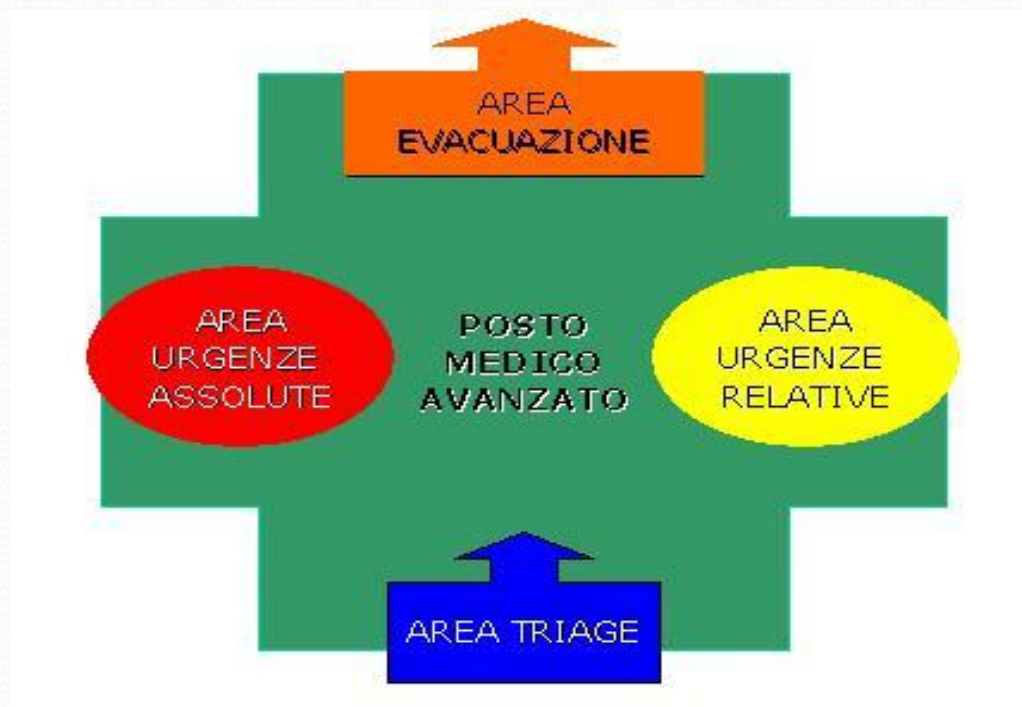 AREA
EVACUAZIONE
AREA
URGENZE
ASSOLUTE
POSTO
MEDICO
AVANZATO
AREA
URGENZE
RELATIVE
AREA TRIAGE